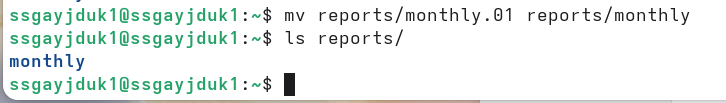 ssgayjduk1@ssgayjduk1:~$ mv reports/monthly.01 reports/monthly
ssgayjduk1@ssgayjduk1:~$ ls reports/
monthly
ssgayjduk1@ssgayjduk1:~$